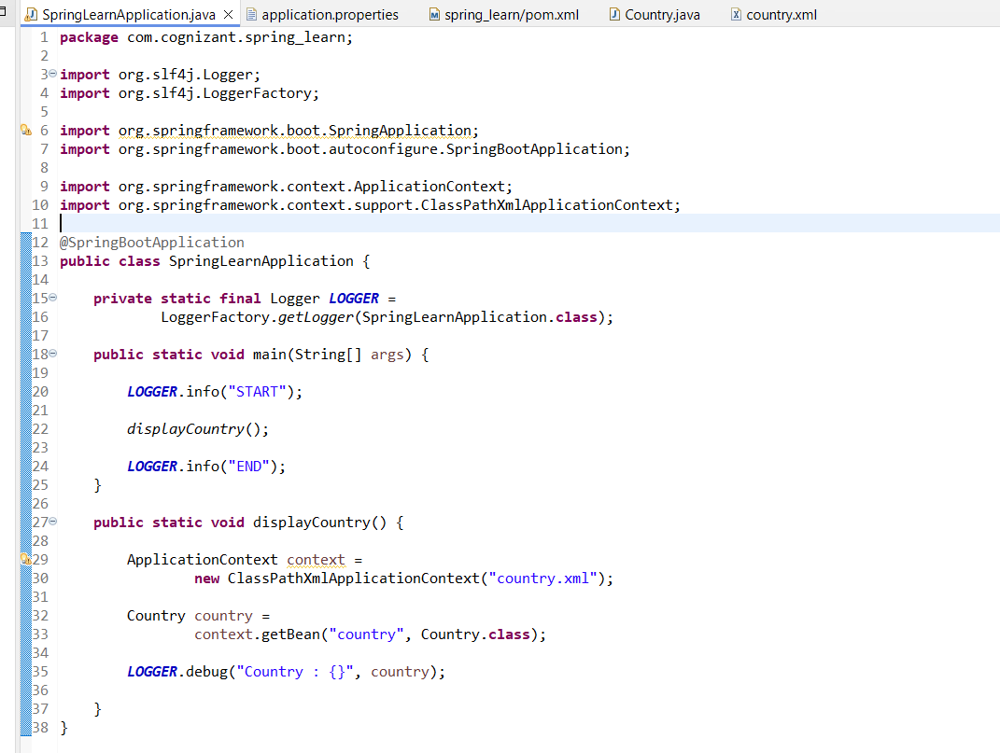 SpringLearnApplication.java application.properties spring_learn/pom.xml Country.java country.xml
1 package com.cognizant.spring_learn;
2
3 import org.slf4j.Logger;
4 import org.slf4j.LoggerFactory;
5
6 import org.springframework.boot.SpringApplication;
7 import org.springframework.boot.autoconfigure.SpringBootApplication;
8
9 import org.springframework.context.ApplicationContext;
10 import org.springframework.context.support.ClassPathXmlApplicationContext;
11
12 @SpringBootApplication
13 public class SpringLearnApplication {
14
15     private static final Logger LOGGER =
16             LoggerFactory.getLogger(SpringLearnApplication.class);
17
18     public static void main(String[] args) {
19
20         LOGGER.info("START");
21
22         displayCountry();
23
24         LOGGER.info("END");
25     }
26
27     public static void displayCountry() {
28
29         ApplicationContext context =
30                 new ClassPathXmlApplicationContext("country.xml");
31
32         Country country =
33                 context.getBean("country", Country.class);
34
35         LOGGER.debug("Country : {}", country);
36
37     }
38 }